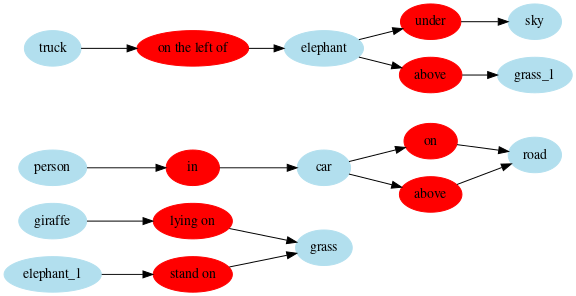 truck
on the left of
elephant
under
sky
above
grass_1
person
in
car
on
road
above
giraffe
lying on
grass
elephant_1
stand on